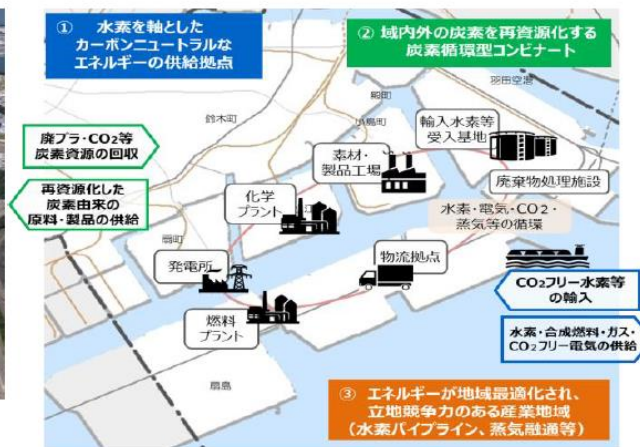 ① 水素を軸とした
カーボンニュートラルな
エネルギーの供給拠点
② 域内外の炭素を再資源化する
炭素循環型コンビナート
羽田空港
殿町
鈴木町
小島町
輸入水素等
受入基地
廃プラ・CO₂等
炭素資源の回収
素材・
製品工場
廃棄物処理施設
再資源化した
炭素由来の
原料・製品の供給
化学
プラント
水素・電気・CO₂・
蒸気等の循環
扇町
発電所
物流拠点
CO₂フリー水素等
の輸入
燃料
プラント
水素・合成燃料・ガス・
CO₂フリー電気の供給
扇島
③ エネルギーが地域最適化され、
立地競争力のある産業地域
(水素パイプライン、蒸気融通等)